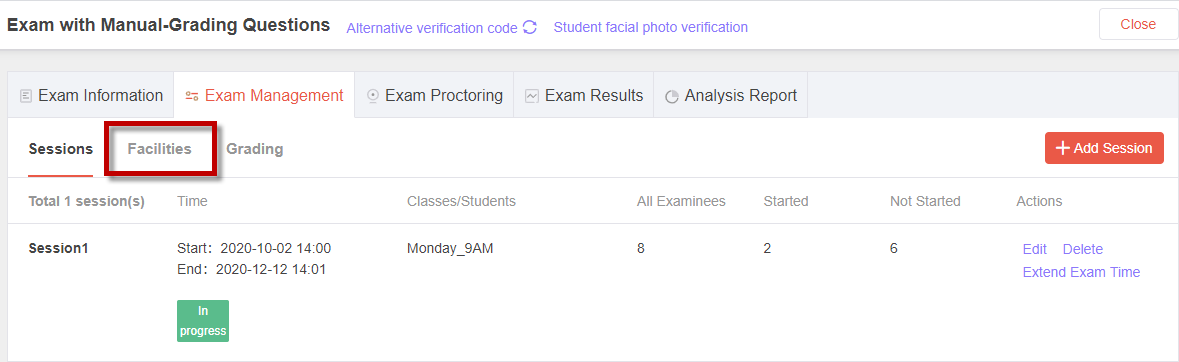 Exam with Manual-Grading Questions Alternative verification code Student facial photo verification Close
Exam Information Exam Management Exam Proctoring Exam Results Analysis Report
Sessions Facilities Grading + Add Session
Total 1 session(s) Time Classes/Students All Examinees Started Not Started Actions
Session1 Start: 2020-10-02 14:00 Monday_9AM 8 2 6 Edit Delete
End: 2020-12-12 14:01 Extend Exam Time
In
progress